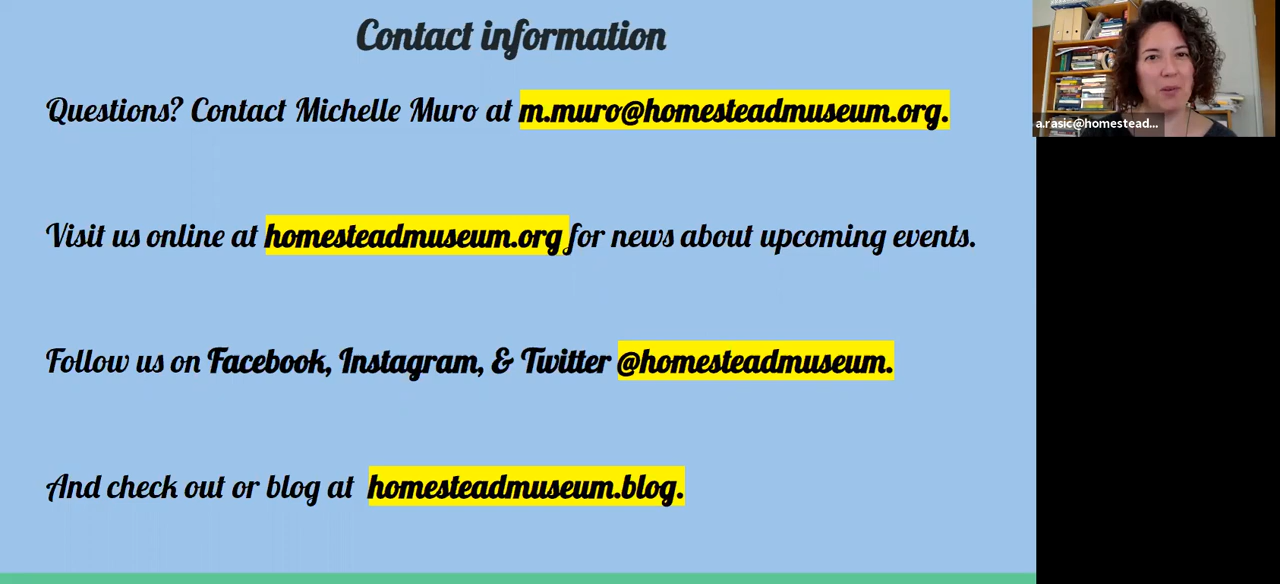 Contact information
Questions? Contact Michelle Muro at m.muro@homesteadmuseum.org.
a.rasic@homestead...
Visit us online at homesteadmuseum.org for news about upcoming events.
Follow us on Facebook, Instagram, & Twitter @homesteadmuseum.
And check out or blog at homesteadmuseum.blog.